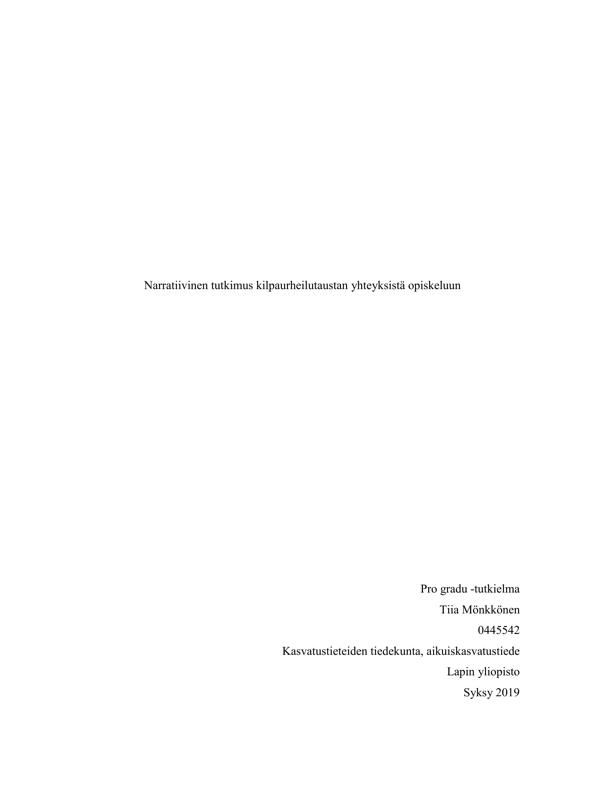 Narratiivinen tutkimus kilpaurheilutaustan yhteyksistä opiskeluun
Pro gradu -tutkielma
Tiia Mönkkönen
0445542
Kasvatustieteiden tiedekunta, aikuiskasvatustiede
Lapin yliopisto
Syksy 2019